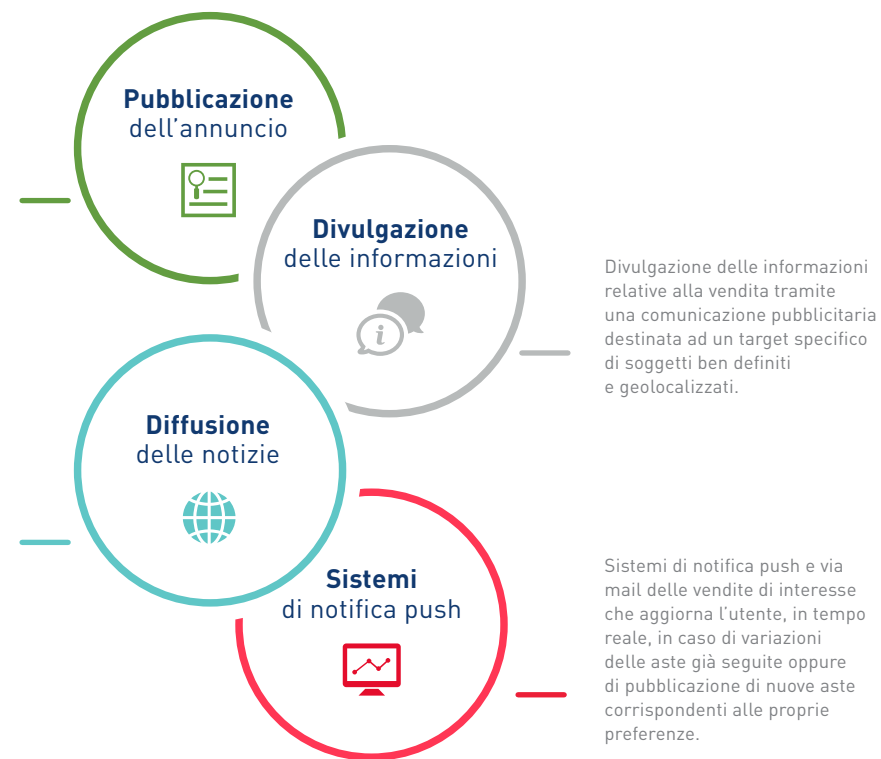 Pubblicazione
dell’annuncio
Divulgazione
delle informazioni
i
Divulgazione delle informazioni
relative alla vendita tramite
una comunicazione pubblicitaria
destinata ad un target specifico
di soggetti ben definiti
e geolocalizzati.
Diffusione
delle notizie
Sistemi
di notifica push
Sistemi di notifica push e via
mail delle vendite di interesse
che aggiorna l’utente, in tempo
reale, in caso di variazioni
delle aste già seguite oppure
di pubblicazione di nuove aste
corrispondenti alle proprie
preferenze.